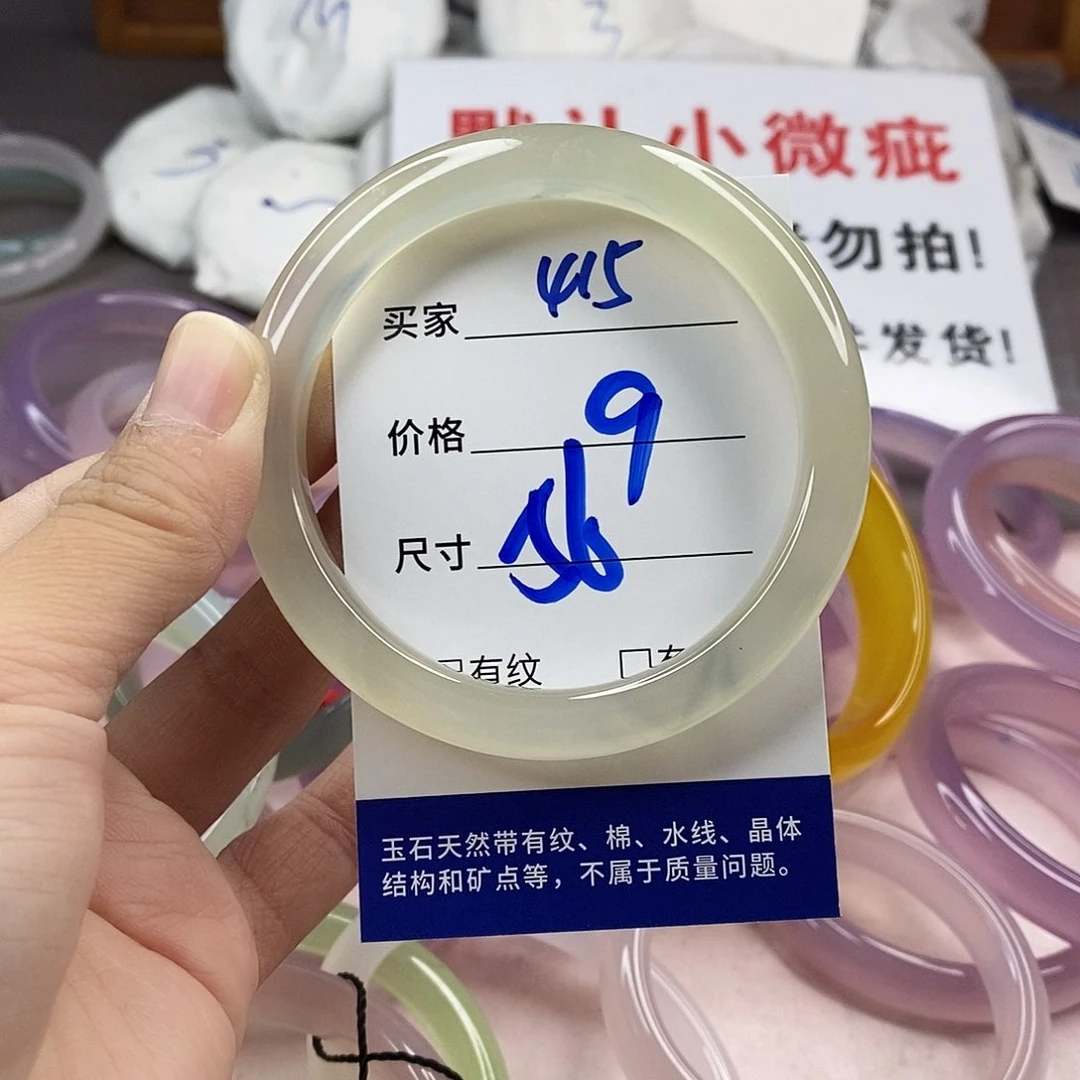 默认小微疵
勿拍!
发货!
买家 415
价格 9
尺寸 56
有纹
玉石天然带有纹、棉、水线、晶体
结构和矿点等，不属于质量问题。